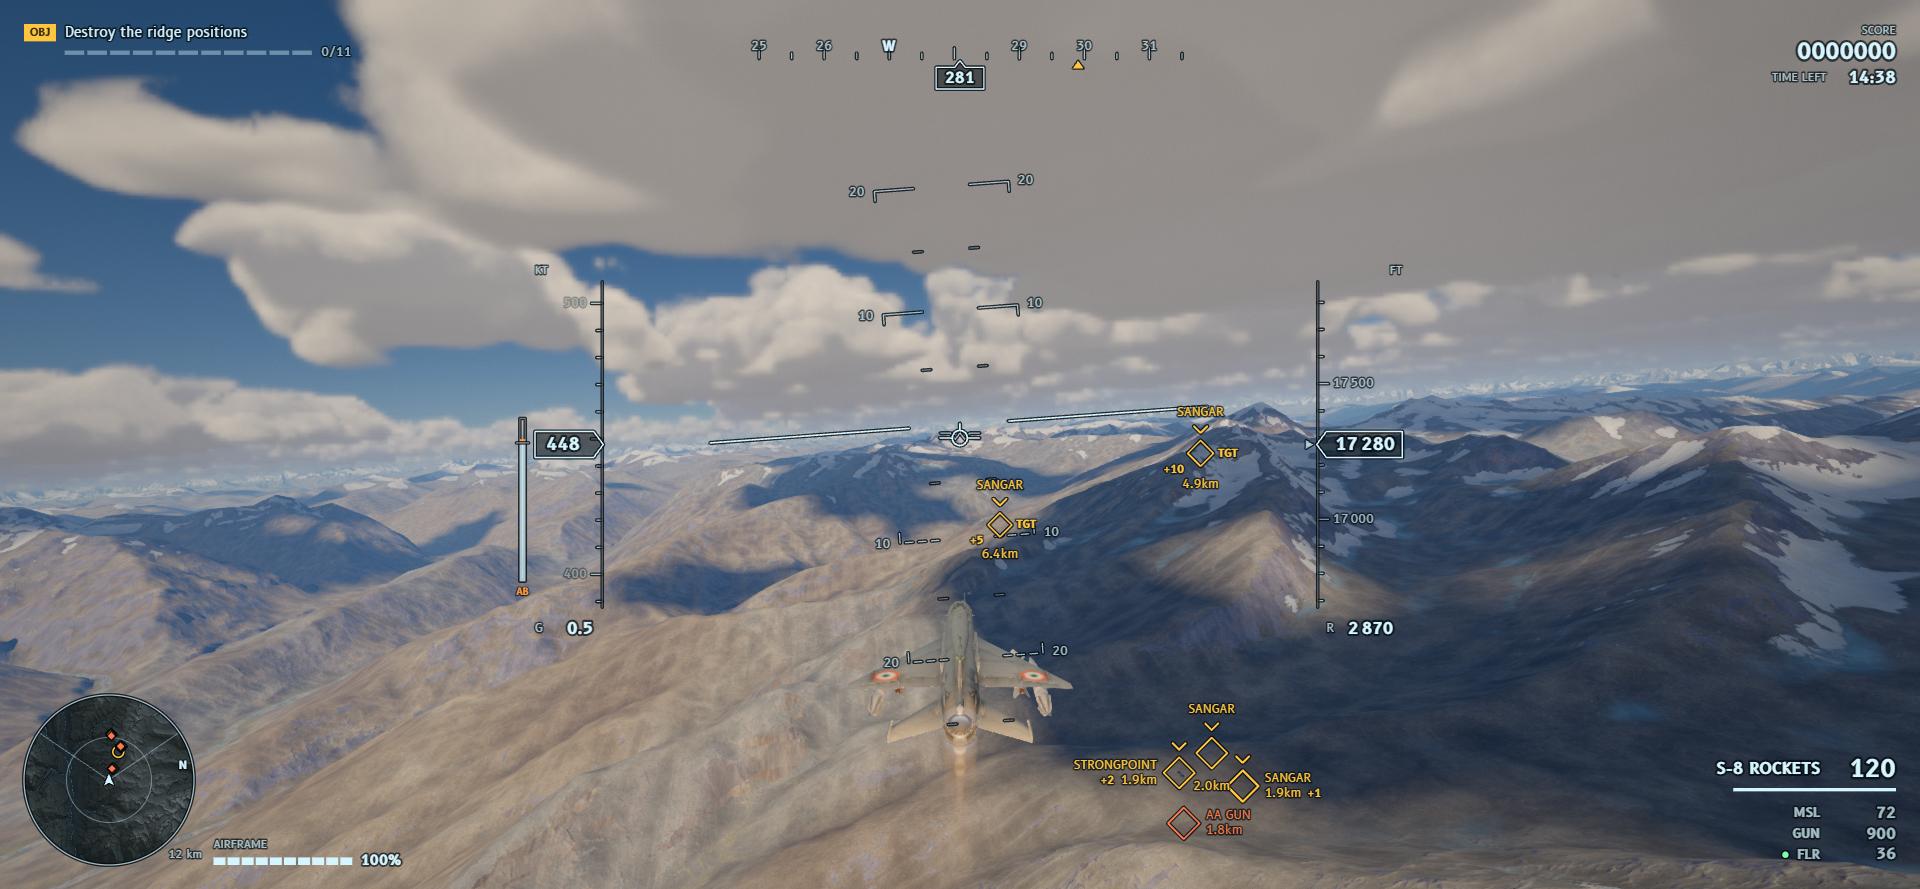 OBJ Destroy the ridge positions
0/11
25 26 W 29 30 31
281
SCORE
0000000
TIME LEFT 14:38
20 20
KT
FT
500
10 10
17 500
448
17 280
SANGAR
TGT
+10
4.9km
SANGAR
TGT
+5
6.4km
10 10
17 000
400
AB
G 0.5
R 2 870
20 20
SANGAR
STRONGPOINT
+2 1.9km
2.0km
SANGAR
1.9km +1
AA GUN
1.8km
N
12 km
AIRFRAME
100%
S-8 ROCKETS 120
MSL 72
GUN 900
FLR 36